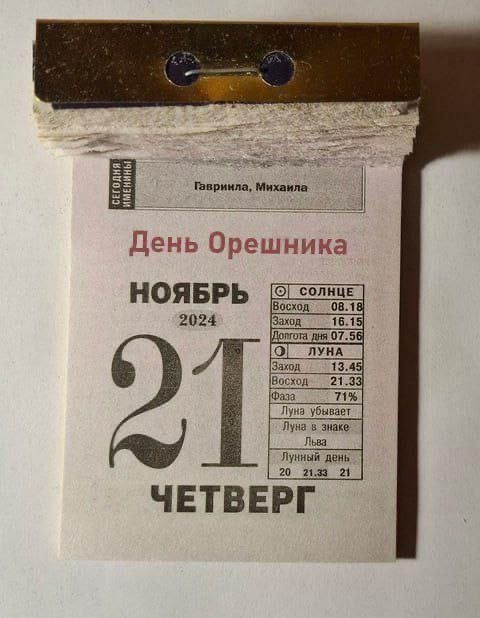 СЕГОДНЯ
ИМЕНИНЫ
Гавриила, Михаила
День Орешника
НОЯБРЬ
2024
21
ЧЕТВЕРГ
СОЛНЦЕ
Восход 08.18
Заход 16.15
Долгота дня 07.56
ЛУНА
Заход 13.45
Восход 21.33
Фаза 71%
Луна убывает
Луна в знаке
Льва
Лунный день
20 21.33 21